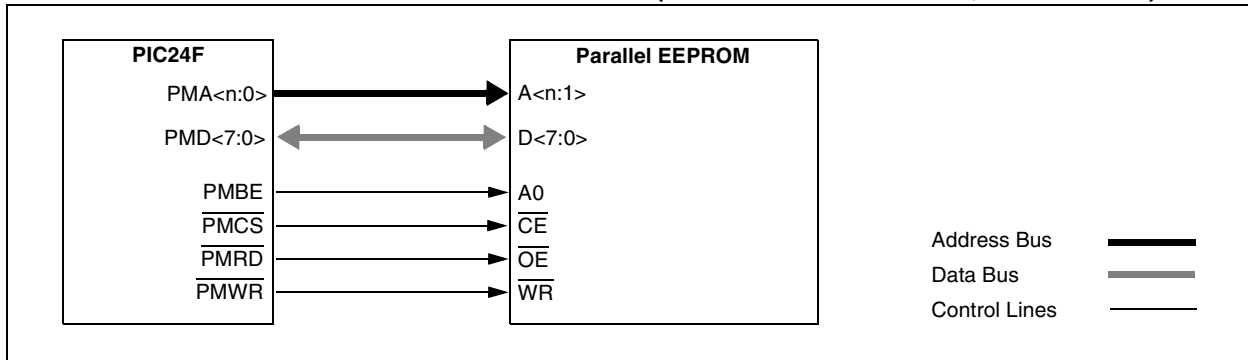 PIC24F
PMA<n:0>
PMD<7:0>
PMBE
PMCS
PMRD
PMWR
Parallel EEPROM
A<n:1>
D<7:0>
A0
CE
OE
WR
Address Bus
Data Bus
Control Lines